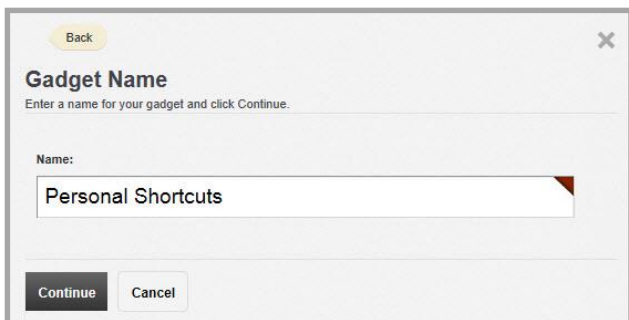 Back
Gadget Name
Enter a name for your gadget and click Continue.
Name:
Personal Shortcuts
Continue
Cancel